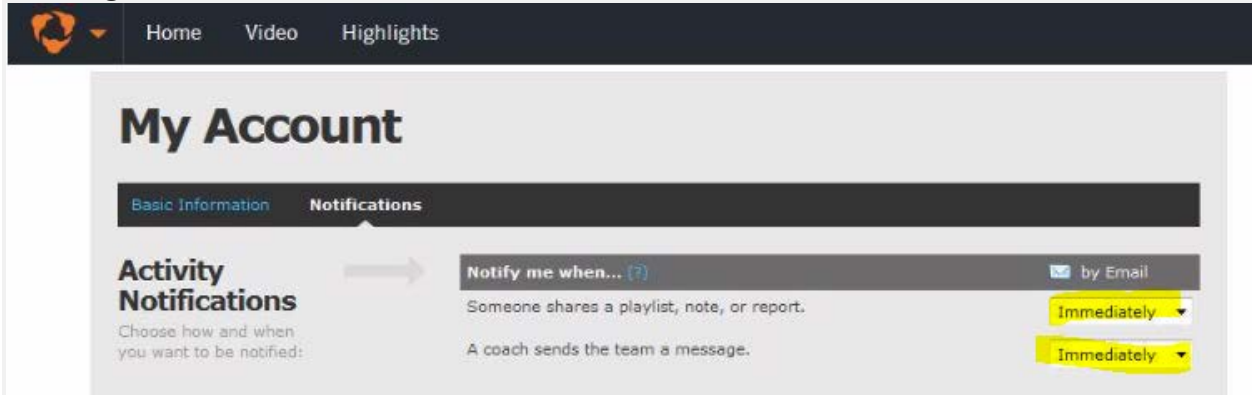 Home Video Highlights
My Account
Basic Information Notifications
Activity
Notifications
Choose how and when
you want to be notified:
Notify me when... [?] by Email
Someone shares a playlist, note, or report. Immediately
A coach sends the team a message. Immediately